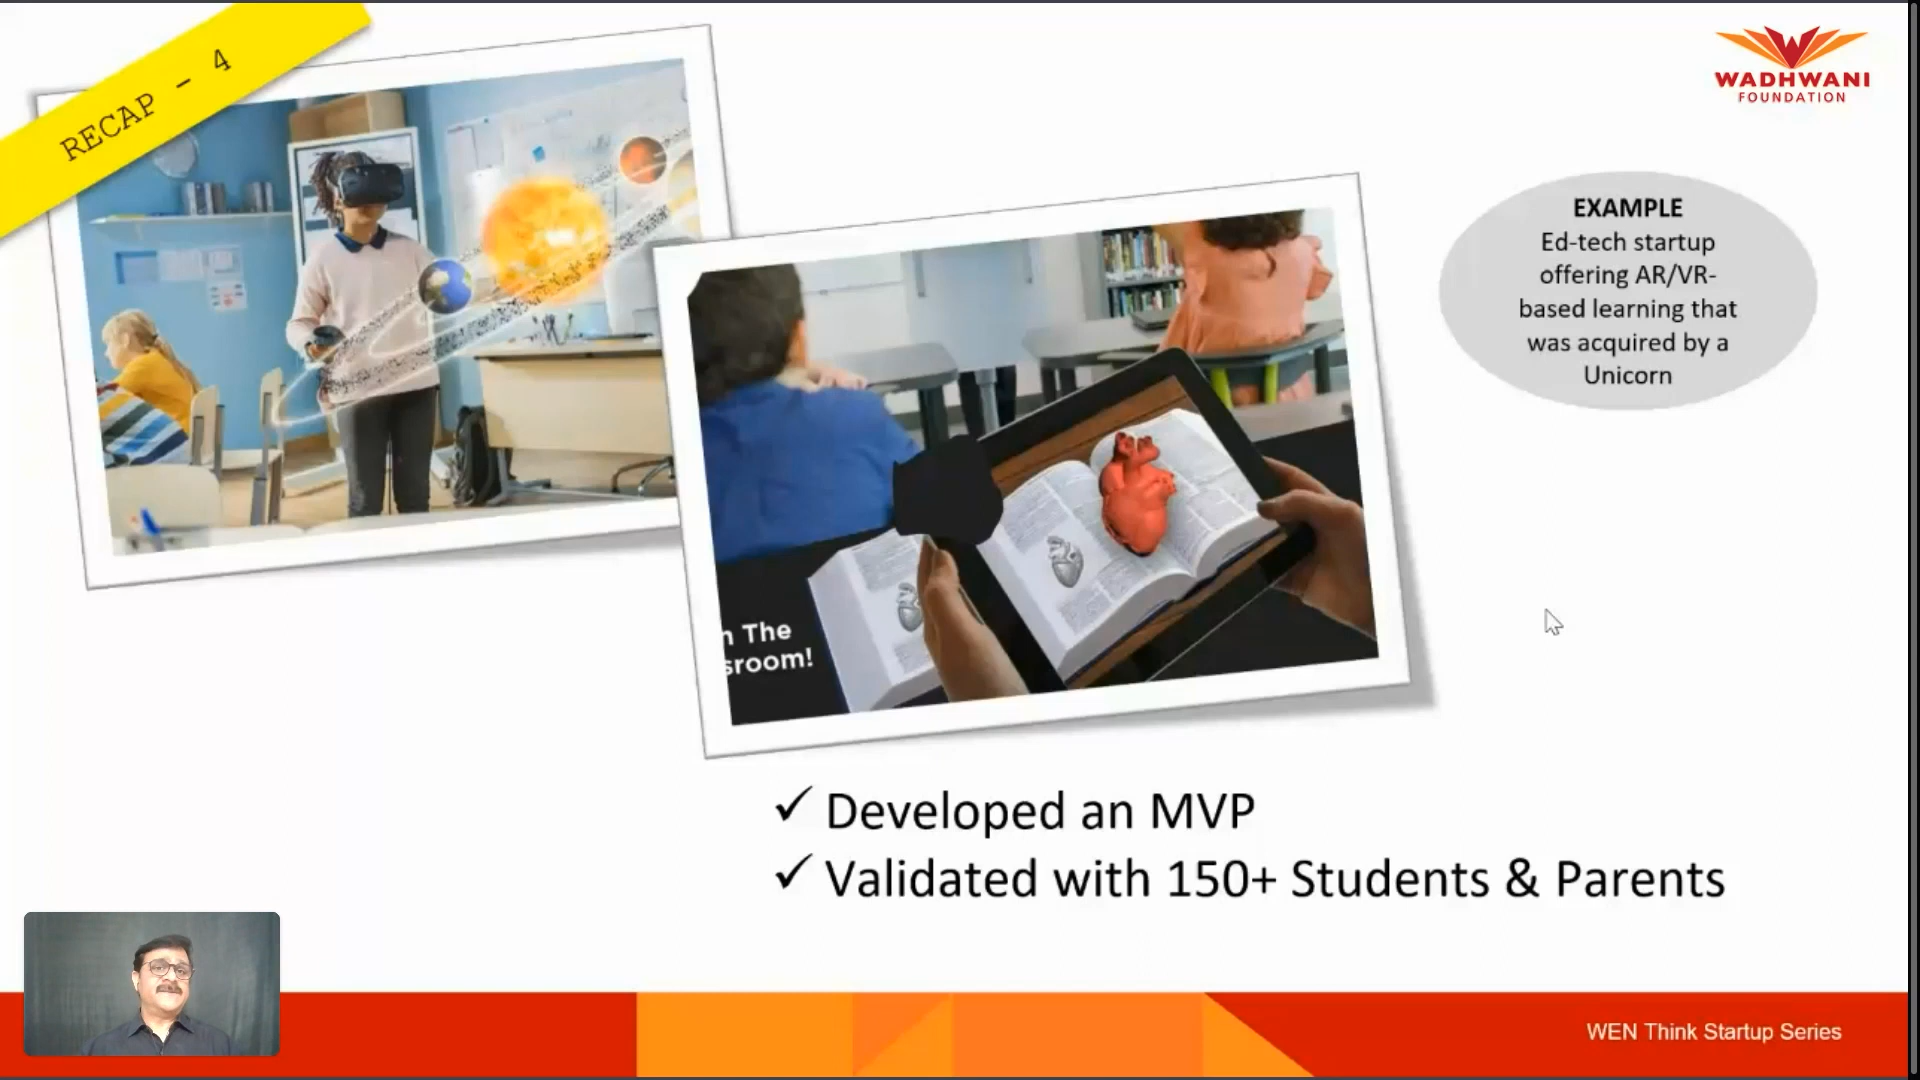 RECAP - 4
WADHWANI
FOUNDATION
EXAMPLE
Ed-tech startup
offering AR/VR-
based learning that
was acquired by a
Unicorn
n The
sroom!
✓ Developed an MVP
✓ Validated with 150+ Students & Parents
WEN Think Startup Series